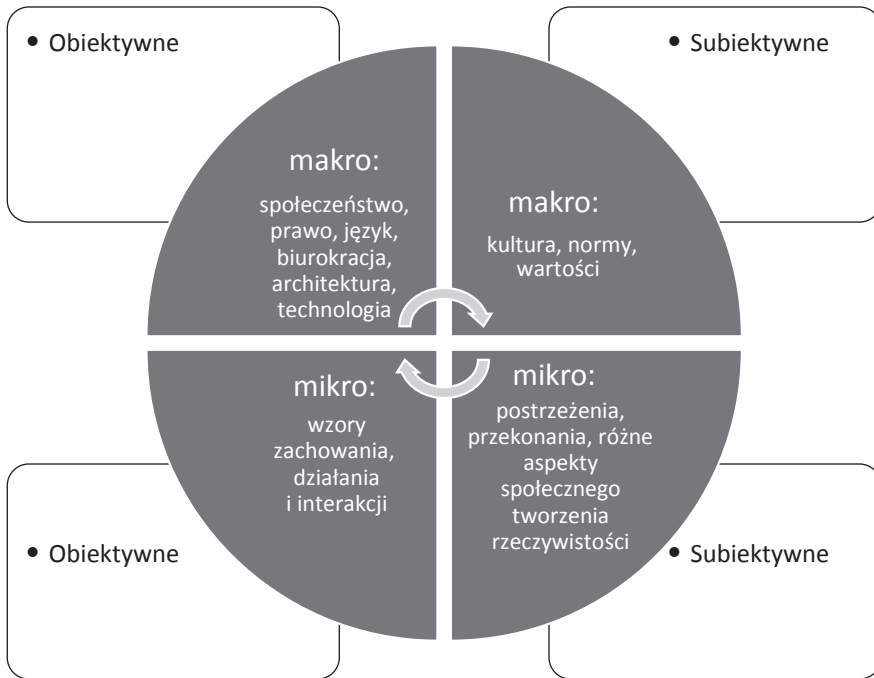 • Obiektywne
• Subiektywne
makro:
społeczeństwo,
prawo, język,
biurokracja,
architektura,
technologia
makro:
kultura, normy,
wartości
mikro:
wzory
zachowania,
działania
i interakcji
mikro:
postrzeżenia,
przekonania, różne
aspekty
społecznego
tworzenia
rzeczywistości
• Obiektywne
• Subiektywne